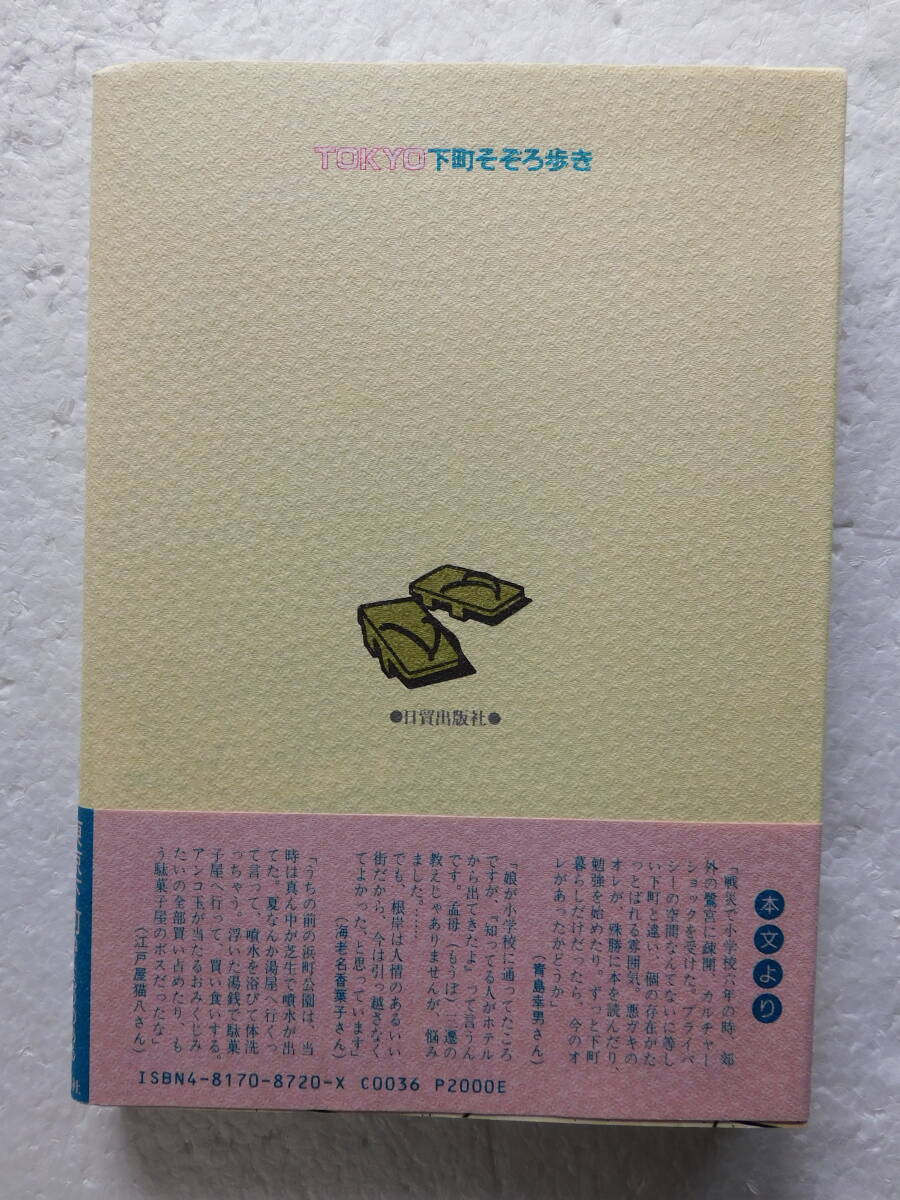 TOKYO下町そぞろ歩き
●日貿出版社●
本文より
「戦災で小学校六年の時、郊
外の鷺宮に疎開。カルチャー
ショックを受けた。プライベ
シーの空間なんてないに等し
い下町と違い、個の存在がた
っとばれる雰囲気。悪ガキの
オレが、殊勝に本を読んだり、
勉強を始めたり。ずっと下町
暮らしだけだったら、今のオ
レがあったかどうか」
(青島幸男さん)
「娘が小学校に通ってたころ
ですが、「知ってる人がホテル
から出てきたよ」って言うん
です。孟母(もうぼ)三遷の
教えじゃありませんが、悩み
ました。……
でも、根岸は人情のあるいい
街だから、今は引っ越さなく
てよかった、と思っています」
(海老名香葉子さん)
「うちの前の浜町公園は、当
時は真ん中が芝生で噴水が出
てた。夏なんか湯屋へ行くっ
て言って、噴水を浴びて体洗
っちゃう。浮いた湯銭で駄菓
子屋へ行って、買い食いする。
アンコ玉が当たるおみくじみ
たいの全部買い占めたり、も
う駄菓子屋のボスだったな」
(江戸屋猫八さん)
ISBN4-8170-8720-X C0036 P2000E